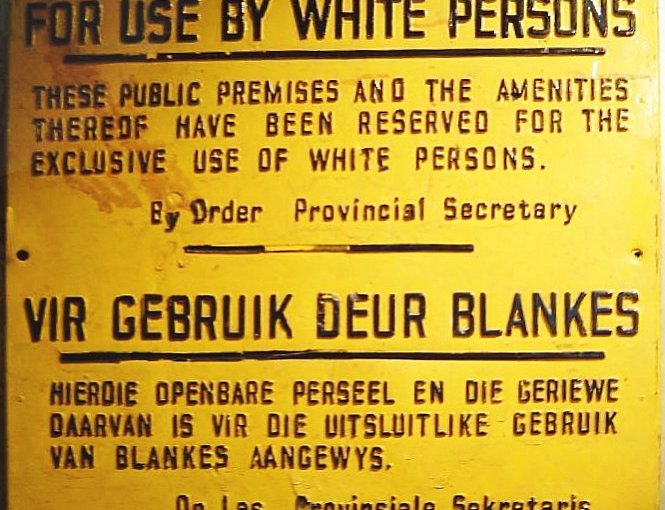 FOR USE BY WHITE PERSONS
THESE PUBLIC PREMISES AND THE AMENITIES
THEREOF HAVE BEEN RESERVED FOR THE
EXCLUSIVE USE OF WHITE PERSONS.
By Order Provincial Secretary
VIR GEBRUIK DEUR BLANKES
HIERDIE OPENBARE PERSEEL EN DIE GERIEWE
DAARVAN IS VIR DIE UITSLUITLIKE GEBRUIK
VAN BLANKES AANGEWYS.
Op Las Provinsiale Sekretaris